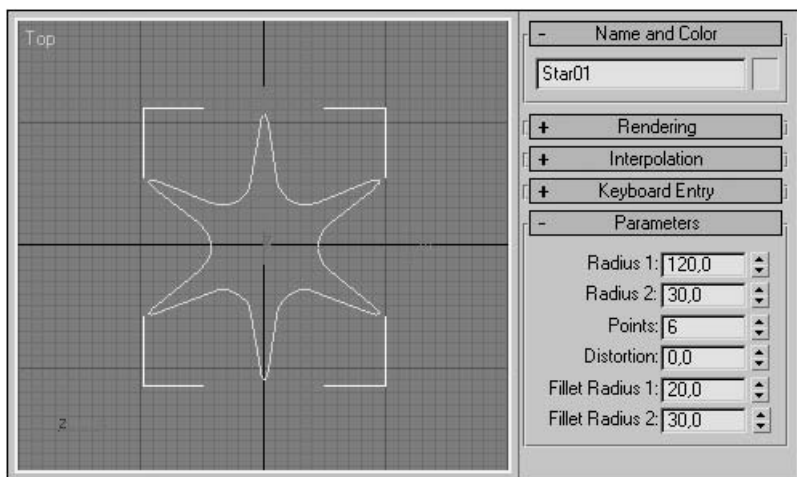 Top
z
- Name and Color
Star01
+ Rendering
+ Interpolation
+ Keyboard Entry
- Parameters
Radius 1: 120,0
Radius 2: 30,0
Points: 6
Distortion: 0,0
Fillet Radius 1: 20,0
Fillet Radius 2: 30,0